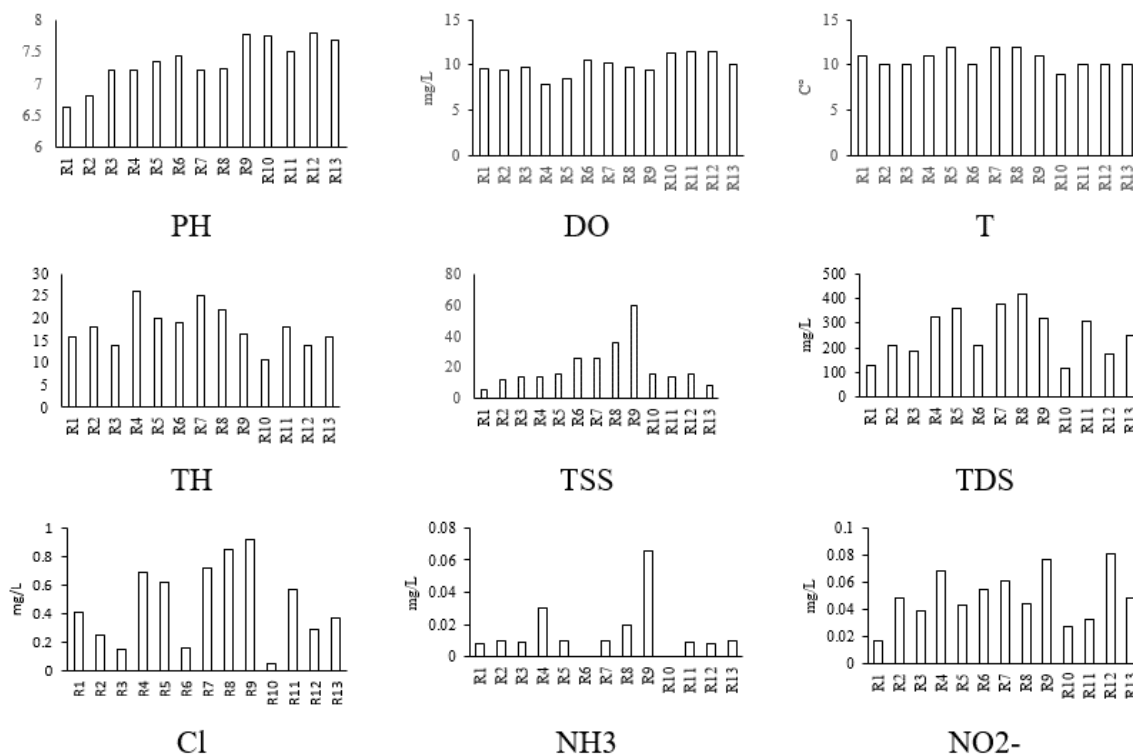 8
7.5
7
6.5
6
R1 R2 R3 R4 R5 R6 R7 R8 R9 R10 R11 R12 R13
PH
mg/L
15
10
5
0
R1 R2 R3 R4 R5 R6 R7 R8 R9 R10 R11 R12 R13
DO
C°
15
10
5
0
R1 R2 R3 R4 R5 R6 R7 R8 R9 R10 R11 R12 R13
T
30
25
20
15
10
5
0
R1 R2 R3 R4 R5 R6 R7 R8 R9 R10 R11 R12 R13
TH
80
60
40
20
0
R1 R2 R3 R4 R5 R6 R7 R8 R9 R10 R11 R12 R13
TSS
mg/L
500
400
300
200
100
0
R1 R2 R3 R4 R5 R6 R7 R8 R9 R10 R11 R12 R13
TDS
mg/L
1
0.8
0.6
0.4
0.2
0
R1 R2 R3 R4 R5 R6 R7 R8 R9 R10 R11 R12 R13
Cl
mg/L
0.08
0.06
0.04
0.02
0
R1 R2 R3 R4 R5 R6 R7 R8 R9 R10 R11 R12 R13
NH3
mg/L
0.1
0.08
0.06
0.04
0.02
0
R1 R2 R3 R4 R5 R6 R7 R8 R9 R10 R11 R12 R13
NO2-